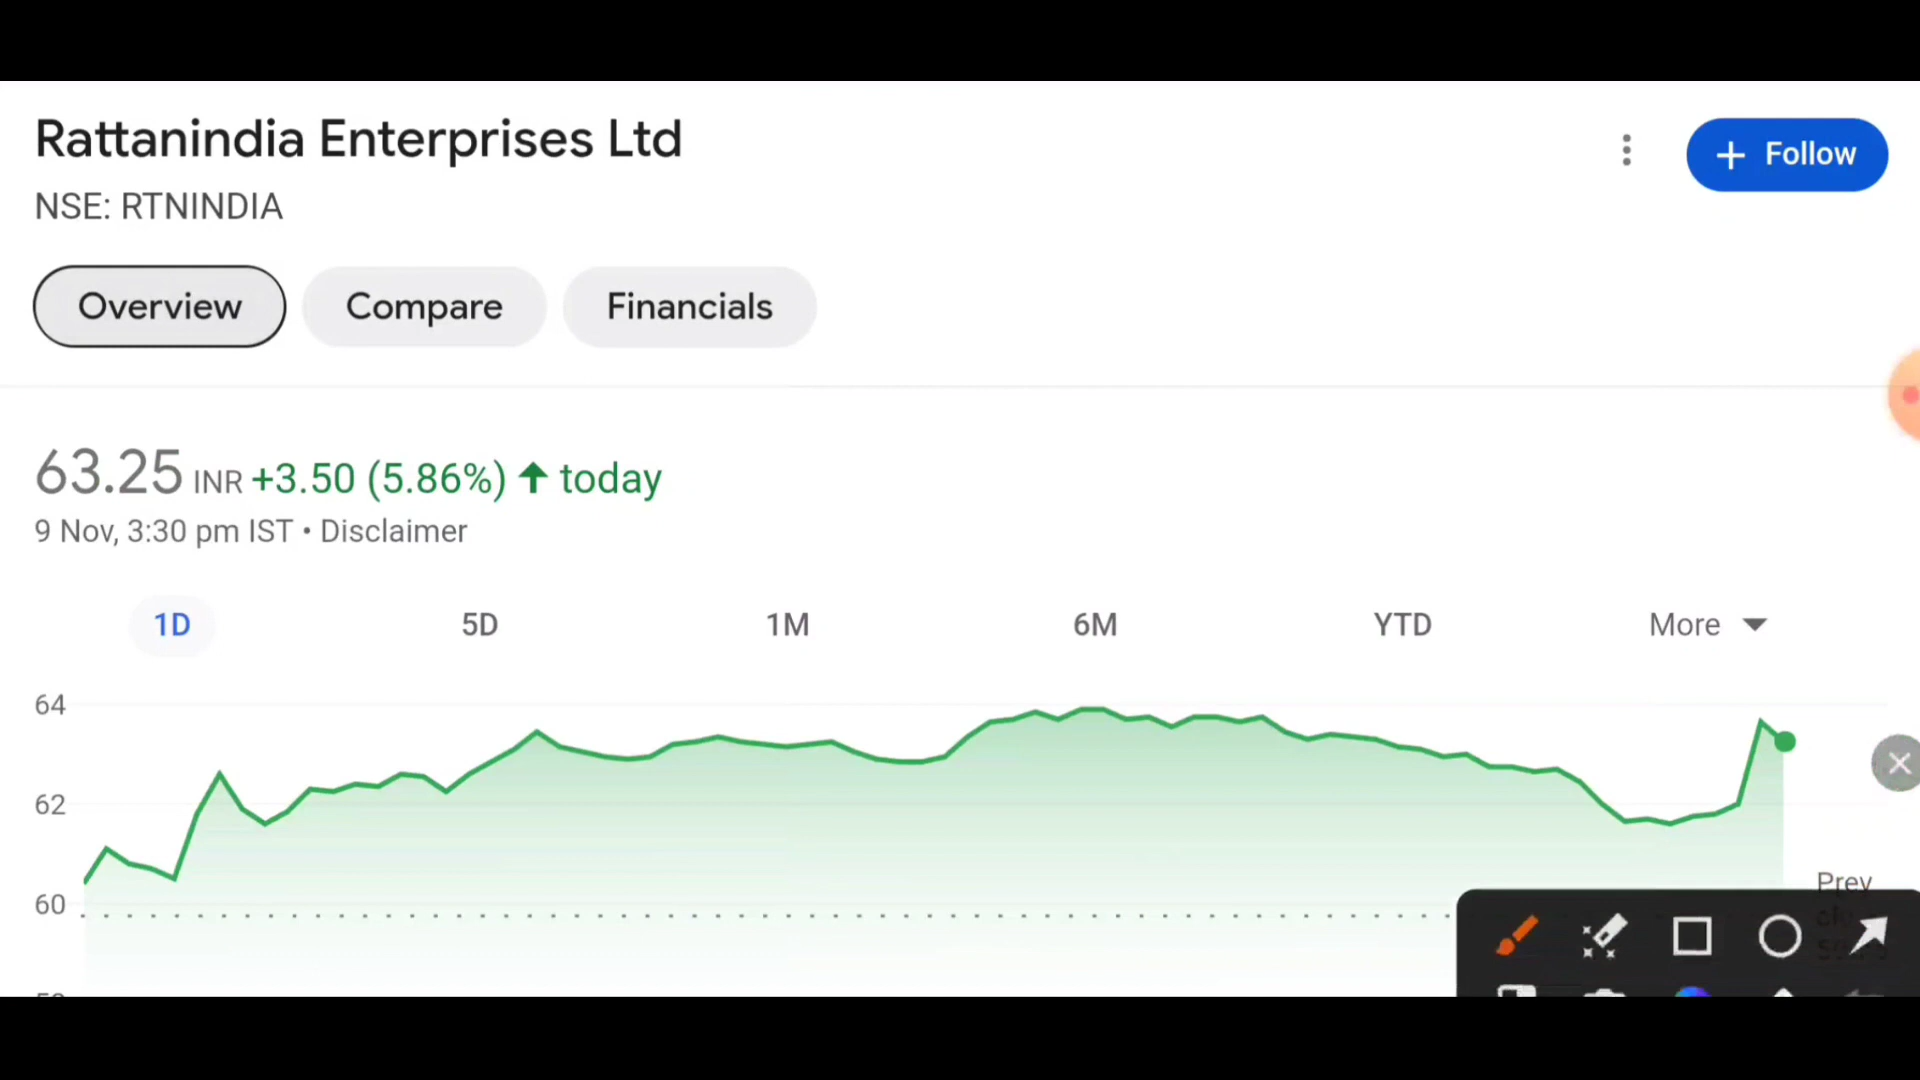 Rattanindia Enterprises Ltd
+ Follow
NSE: RTNINDIA
Overview
Compare
Financials
63.25 INR +3.50 (5.86%) ↑ today
9 Nov, 3:30 pm IST • Disclaimer
1D
5D
1M
6M
YTD
More
64
62
60
Prev